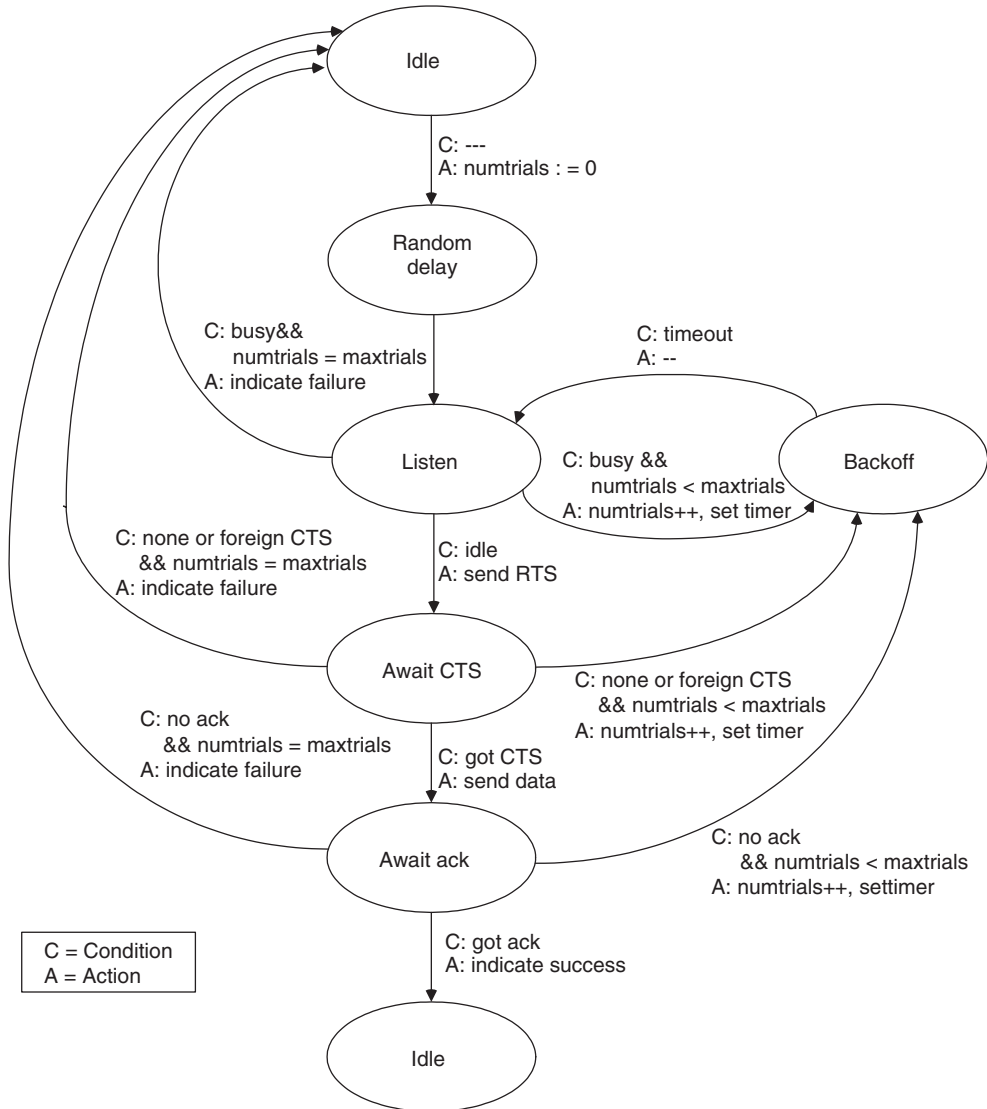 Idle
C: ---
A: numtrials : = 0
Random
delay
C: busy&&
numtrials = maxtrials
A: indicate failure
C: timeout
A: --
Listen
Backoff
C: busy &&
numtrials < maxtrials
A: numtrials++, set timer
C: none or foreign CTS
&& numtrials = maxtrials
A: indicate failure
C: idle
A: send RTS
Await CTS
C: none or foreign CTS
&& numtrials < maxtrials
A: numtrials++, set timer
C: no ack
&& numtrials = maxtrials
A: indicate failure
C: got CTS
A: send data
Await ack
C: no ack
&& numtrials < maxtrials
A: numtrials++, settimer
C = Condition
A = Action
C: got ack
A: indicate success
Idle